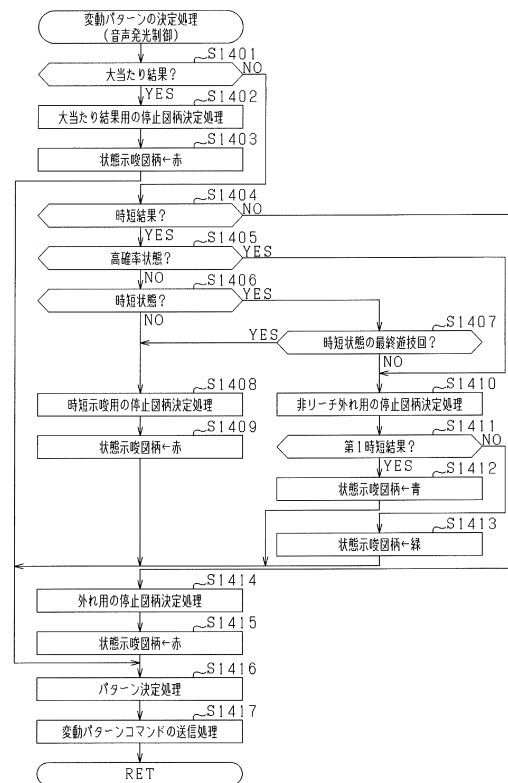 変動パターンの決定処理
(音声発光制御)
S1401
大当たり結果？
NO
YES
S1402
大当たり結果用の停止図柄決定処理
S1403
状態示唆図柄←赤
S1404
時短結果？
NO
YES
S1405
高確率状態？
YES
NO
S1406
時短状態？
YES
NO
S1407
YES
時短状態の最終遊技回？
NO
S1408
時短示唆用の停止図柄決定処理
S1409
状態示唆図柄←赤
S1410
非リーチ外れ用の停止図柄決定処理
S1411
第1時短結果？
NO
YES
S1412
状態示唆図柄←青
S1413
状態示唆図柄←緑
S1414
外れ用の停止図柄決定処理
S1415
状態示唆図柄←赤
S1416
パターン決定処理
S1417
変動パターンコマンドの送信処理
RET